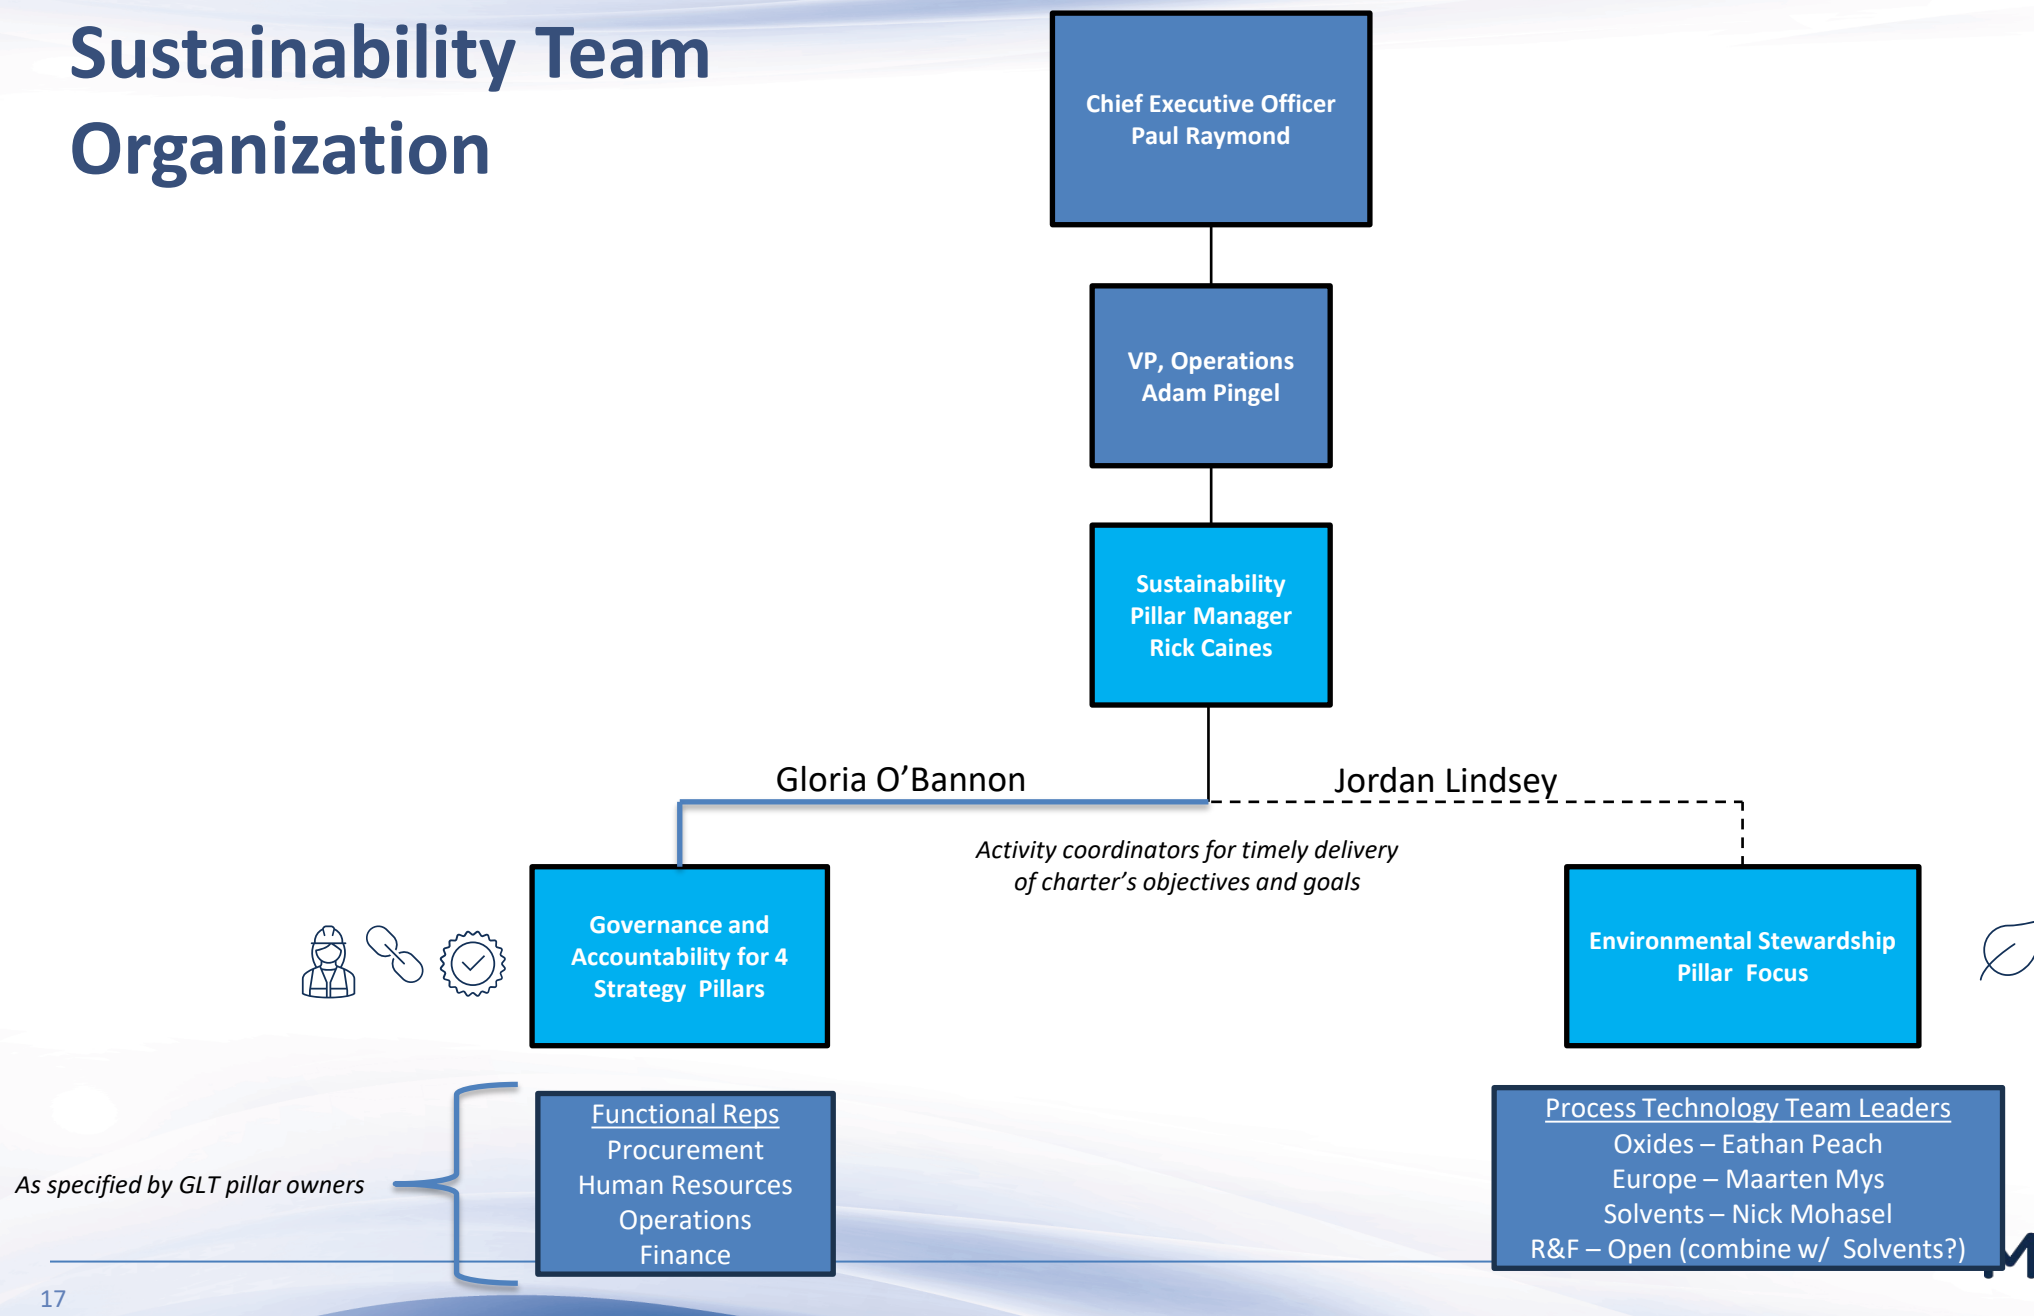 Sustainability Team
Organization
Chief Executive Officer
Paul Raymond
VP, Operations
Adam Pingel
Sustainability
Pillar Manager
Rick Caines
Gloria O’Bannon
Jordan Lindsey
Activity coordinators for timely delivery
of charter’s objectives and goals
Governance and
Accountability for 4
Strategy  Pillars
Environmental Stewardship
Pillar  Focus
As specified by GLT pillar owners
Functional Reps
Procurement
Human Resources
Operations
Finance
Process Technology Team Leaders
Oxides – Eathan Peach
Europe – Maarten Mys
Solvents – Nick Mohasel
R&F – Open (combine w/  Solvents?)
17